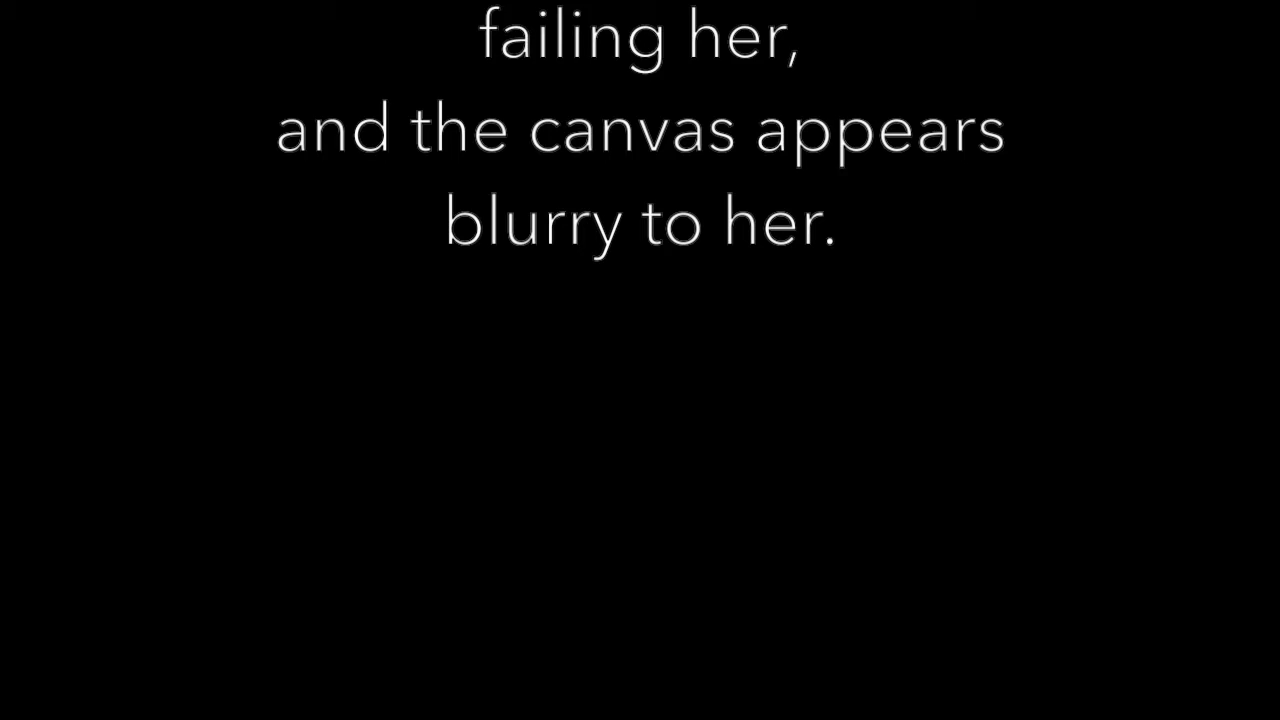 failing her,
and the canvas appears
blurry to her.